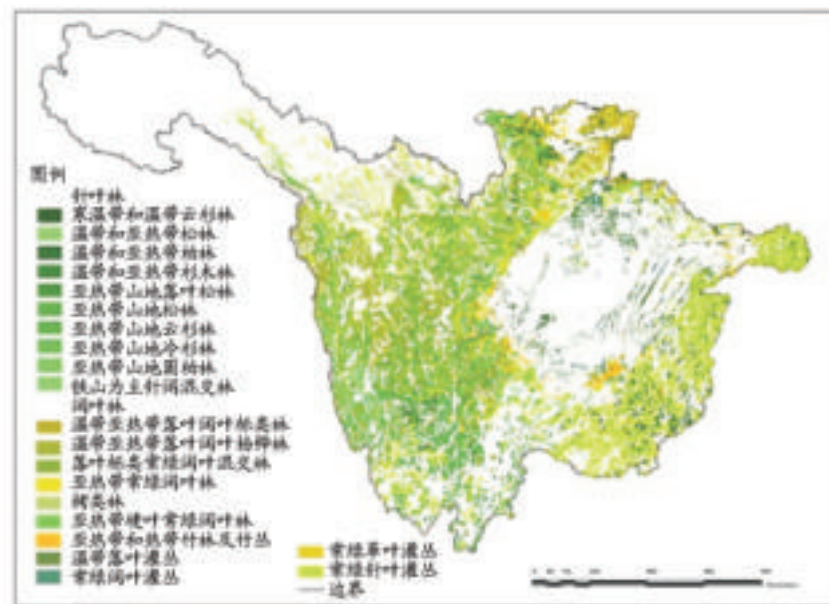 图例
针叶林
寒温带和温带云杉林
温带和亚热带松林
温带和亚热带柏林
温带和亚热带杉木林
亚热带山地落叶松林
亚热带山地松林
亚热带山地云杉林
亚热带山地冷杉林
亚热带山地圆柏林
铁山为主针阔混交林
阔叶林
温带亚热带落叶阔叶栎类林
温带亚热带落叶阔叶杨桦林
落叶栎类常绿阔叶混交林
亚热带常绿阔叶林
栲类林
亚热带硬叶常绿阔叶林
亚热带和热带竹林及竹丛
温带落叶灌丛
常绿阔叶灌丛
常绿革叶灌丛
常绿针叶灌丛
边界